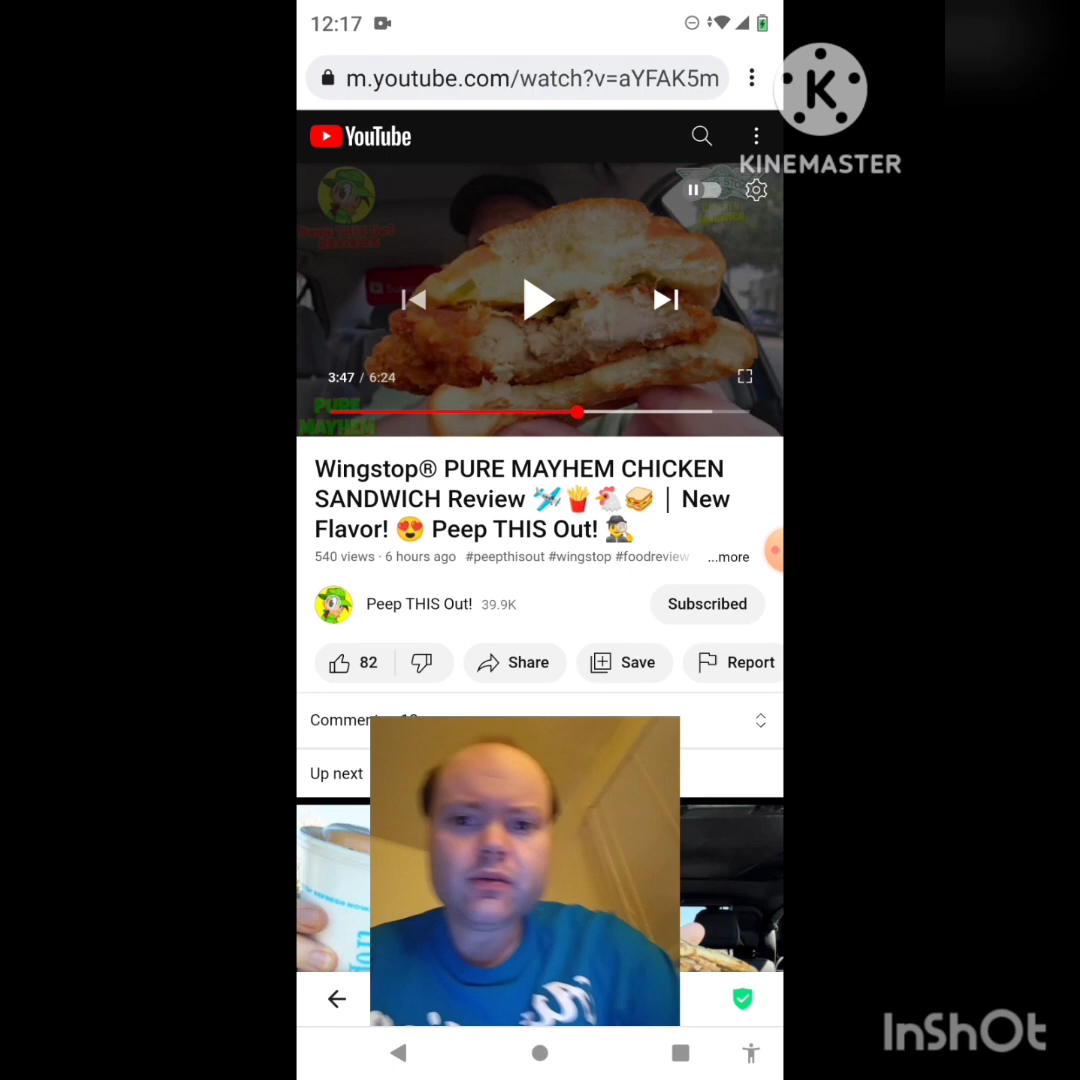 12:17
m.youtube.com/watch?v=aYFAK5m
YouTube
KINEMASTER
3:47 / 6:24
PURE
MAYHEM
Wingstop® PURE MAYHEM CHICKEN
SANDWICH Review 🛩️🍟🐔🥪 | New
Flavor! 😍 Peep THIS Out! 🕵️
540 views · 6 hours ago #peepthisout #wingstop #foodreview ...more
Peep THIS Out! 39.9K
Subscribed
82
Share
Save
Report
Up next
InShOt